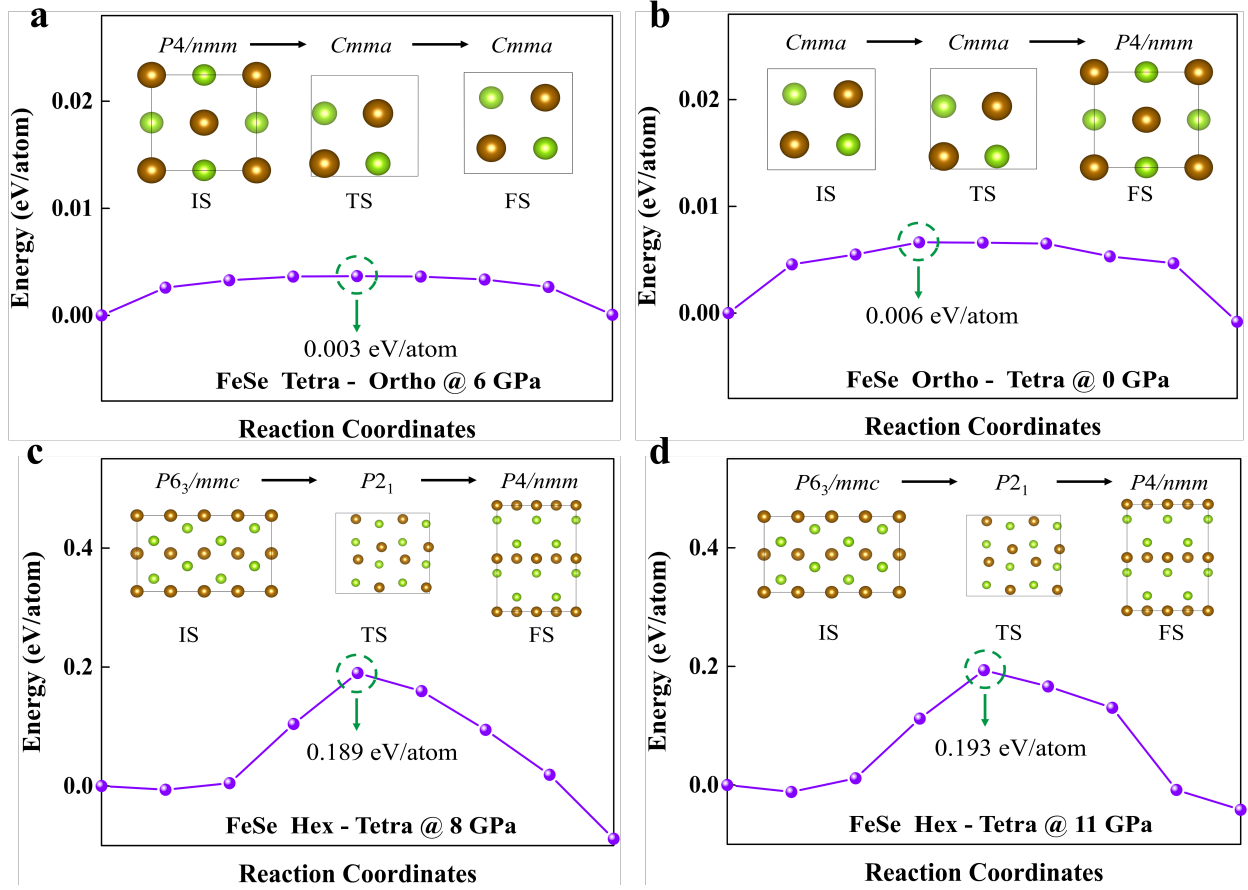 a
P4/nmm → Cmma → Cmma
IS
TS
FS
0.02
0.01
0.00
Energy (eV/atom)
0.003 eV/atom
FeSe Tetra - Ortho @ 6 GPa
Reaction Coordinates
b
Cmma → Cmma → P4/nmm
IS
TS
FS
0.02
0.01
0.00
Energy (eV/atom)
0.006 eV/atom
FeSe Ortho - Tetra @ 0 GPa
Reaction Coordinates
c
P6₃/mmc → P2₁ → P4/nmm
IS
TS
FS
0.4
0.2
0.0
Energy (eV/atom)
0.189 eV/atom
FeSe Hex - Tetra @ 8 GPa
Reaction Coordinates
d
P6₃/mmc → P2₁ → P4/nmm
IS
TS
FS
0.4
0.2
0.0
Energy (eV/atom)
0.193 eV/atom
FeSe Hex - Tetra @ 11 GPa
Reaction Coordinates